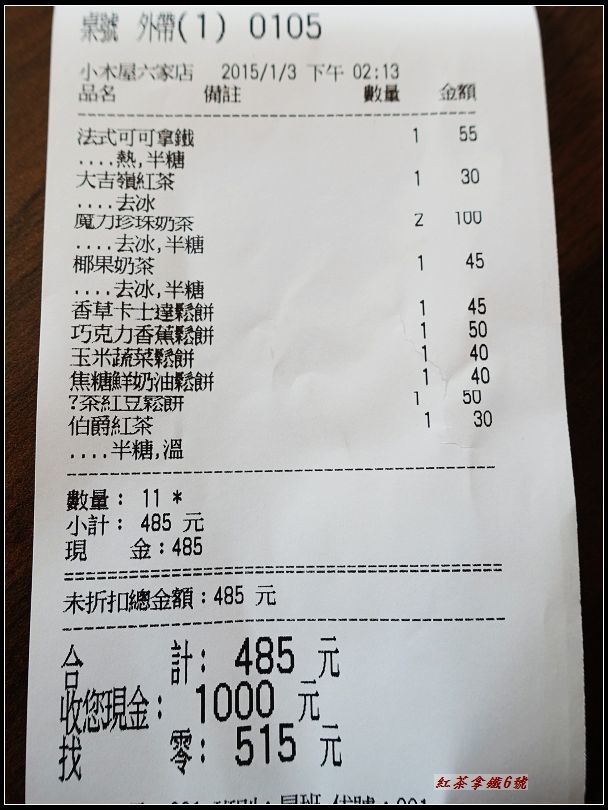 桌號 外帶(1) 0105
小木屋六家店 2015/1/3 下午 02:13
品名 備註 數量 金額
法式可可拿鐵 1 55
....熱,半糖
大吉嶺紅茶 1 30
....去冰
魔力珍珠奶茶 2 100
....去冰,半糖
椰果奶茶 1 45
....去冰,半糖
香草卡士達鬆餅 1 45
巧克力香蕉鬆餅 1 50
玉米蔬菜鬆餅 1 40
焦糖鮮奶油鬆餅 1 40
?茶紅豆鬆餅 1 50
伯爵紅茶 1 30
....半糖,溫
數量： 11 *
小計： 485 元
現 金：485
未折扣總金額：485 元
合 計： 485 元
收您現金： 1000 元
找 零： 515 元
紅茶拿鐵6號